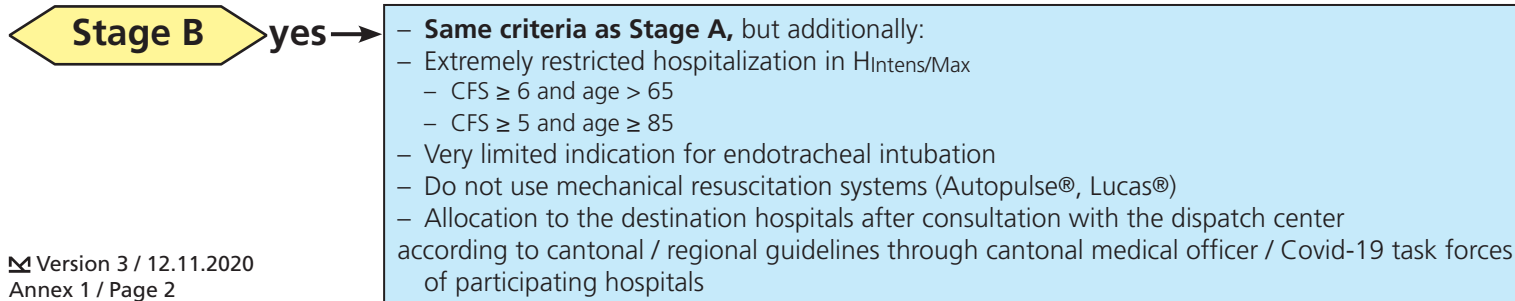 Stage B yes → – Same criteria as Stage A, but additionally:
– Extremely restricted hospitalization in HIntens/Max
– CFS ≥ 6 and age > 65
– CFS ≥ 5 and age ≥ 85
– Very limited indication for endotracheal intubation
– Do not use mechanical resuscitation systems (Autopulse®, Lucas®)
– Allocation to the destination hospitals after consultation with the dispatch center
according to cantonal / regional guidelines through cantonal medical officer / Covid-19 task forces
of participating hospitals
Version 3 / 12.11.2020
Annex 1 / Page 2